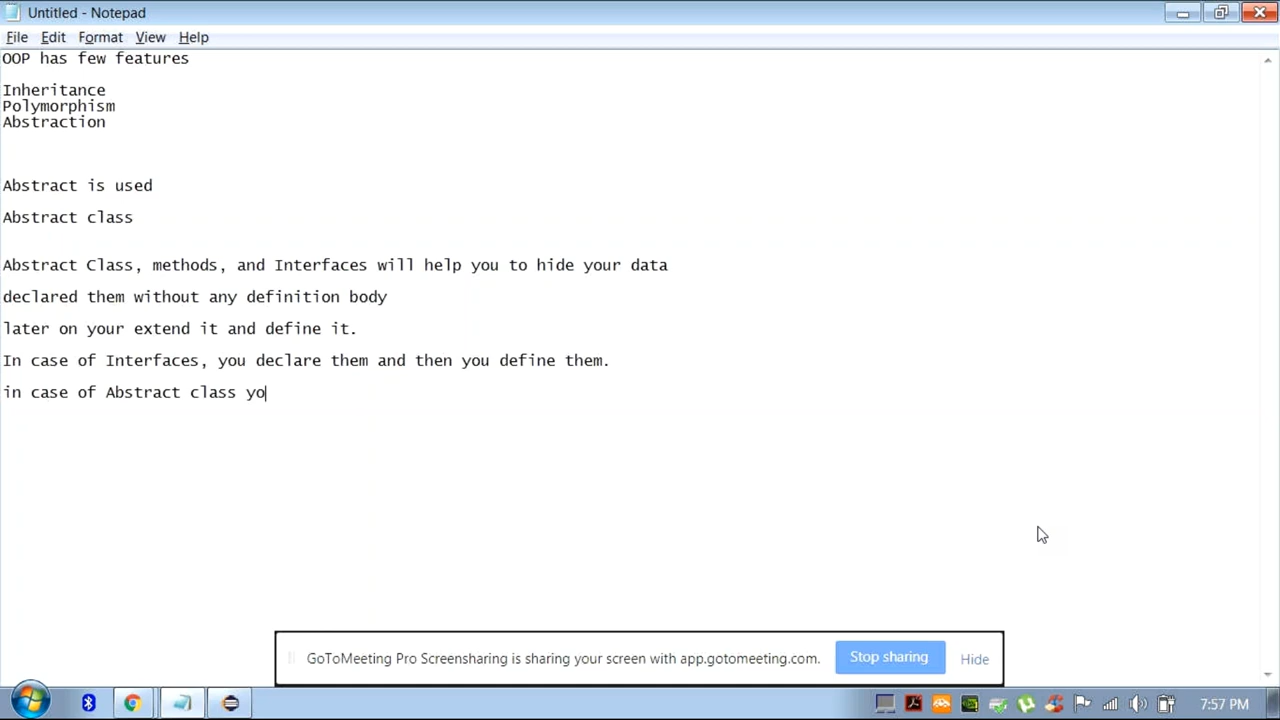 Untitled - Notepad
File Edit Format View Help
OOP has few features
Inheritance
Polymorphism
Abstraction
Abstract is used
Abstract class
Abstract Class, methods, and Interfaces will help you to hide your data
declared them without any definition body
later on your extend it and define it.
In case of Interfaces, you declare them and then you define them.
in case of Abstract class yo
GoToMeeting Pro Screensharing is sharing your screen with app.gotomeeting.com. Stop sharing Hide
7:57 PM